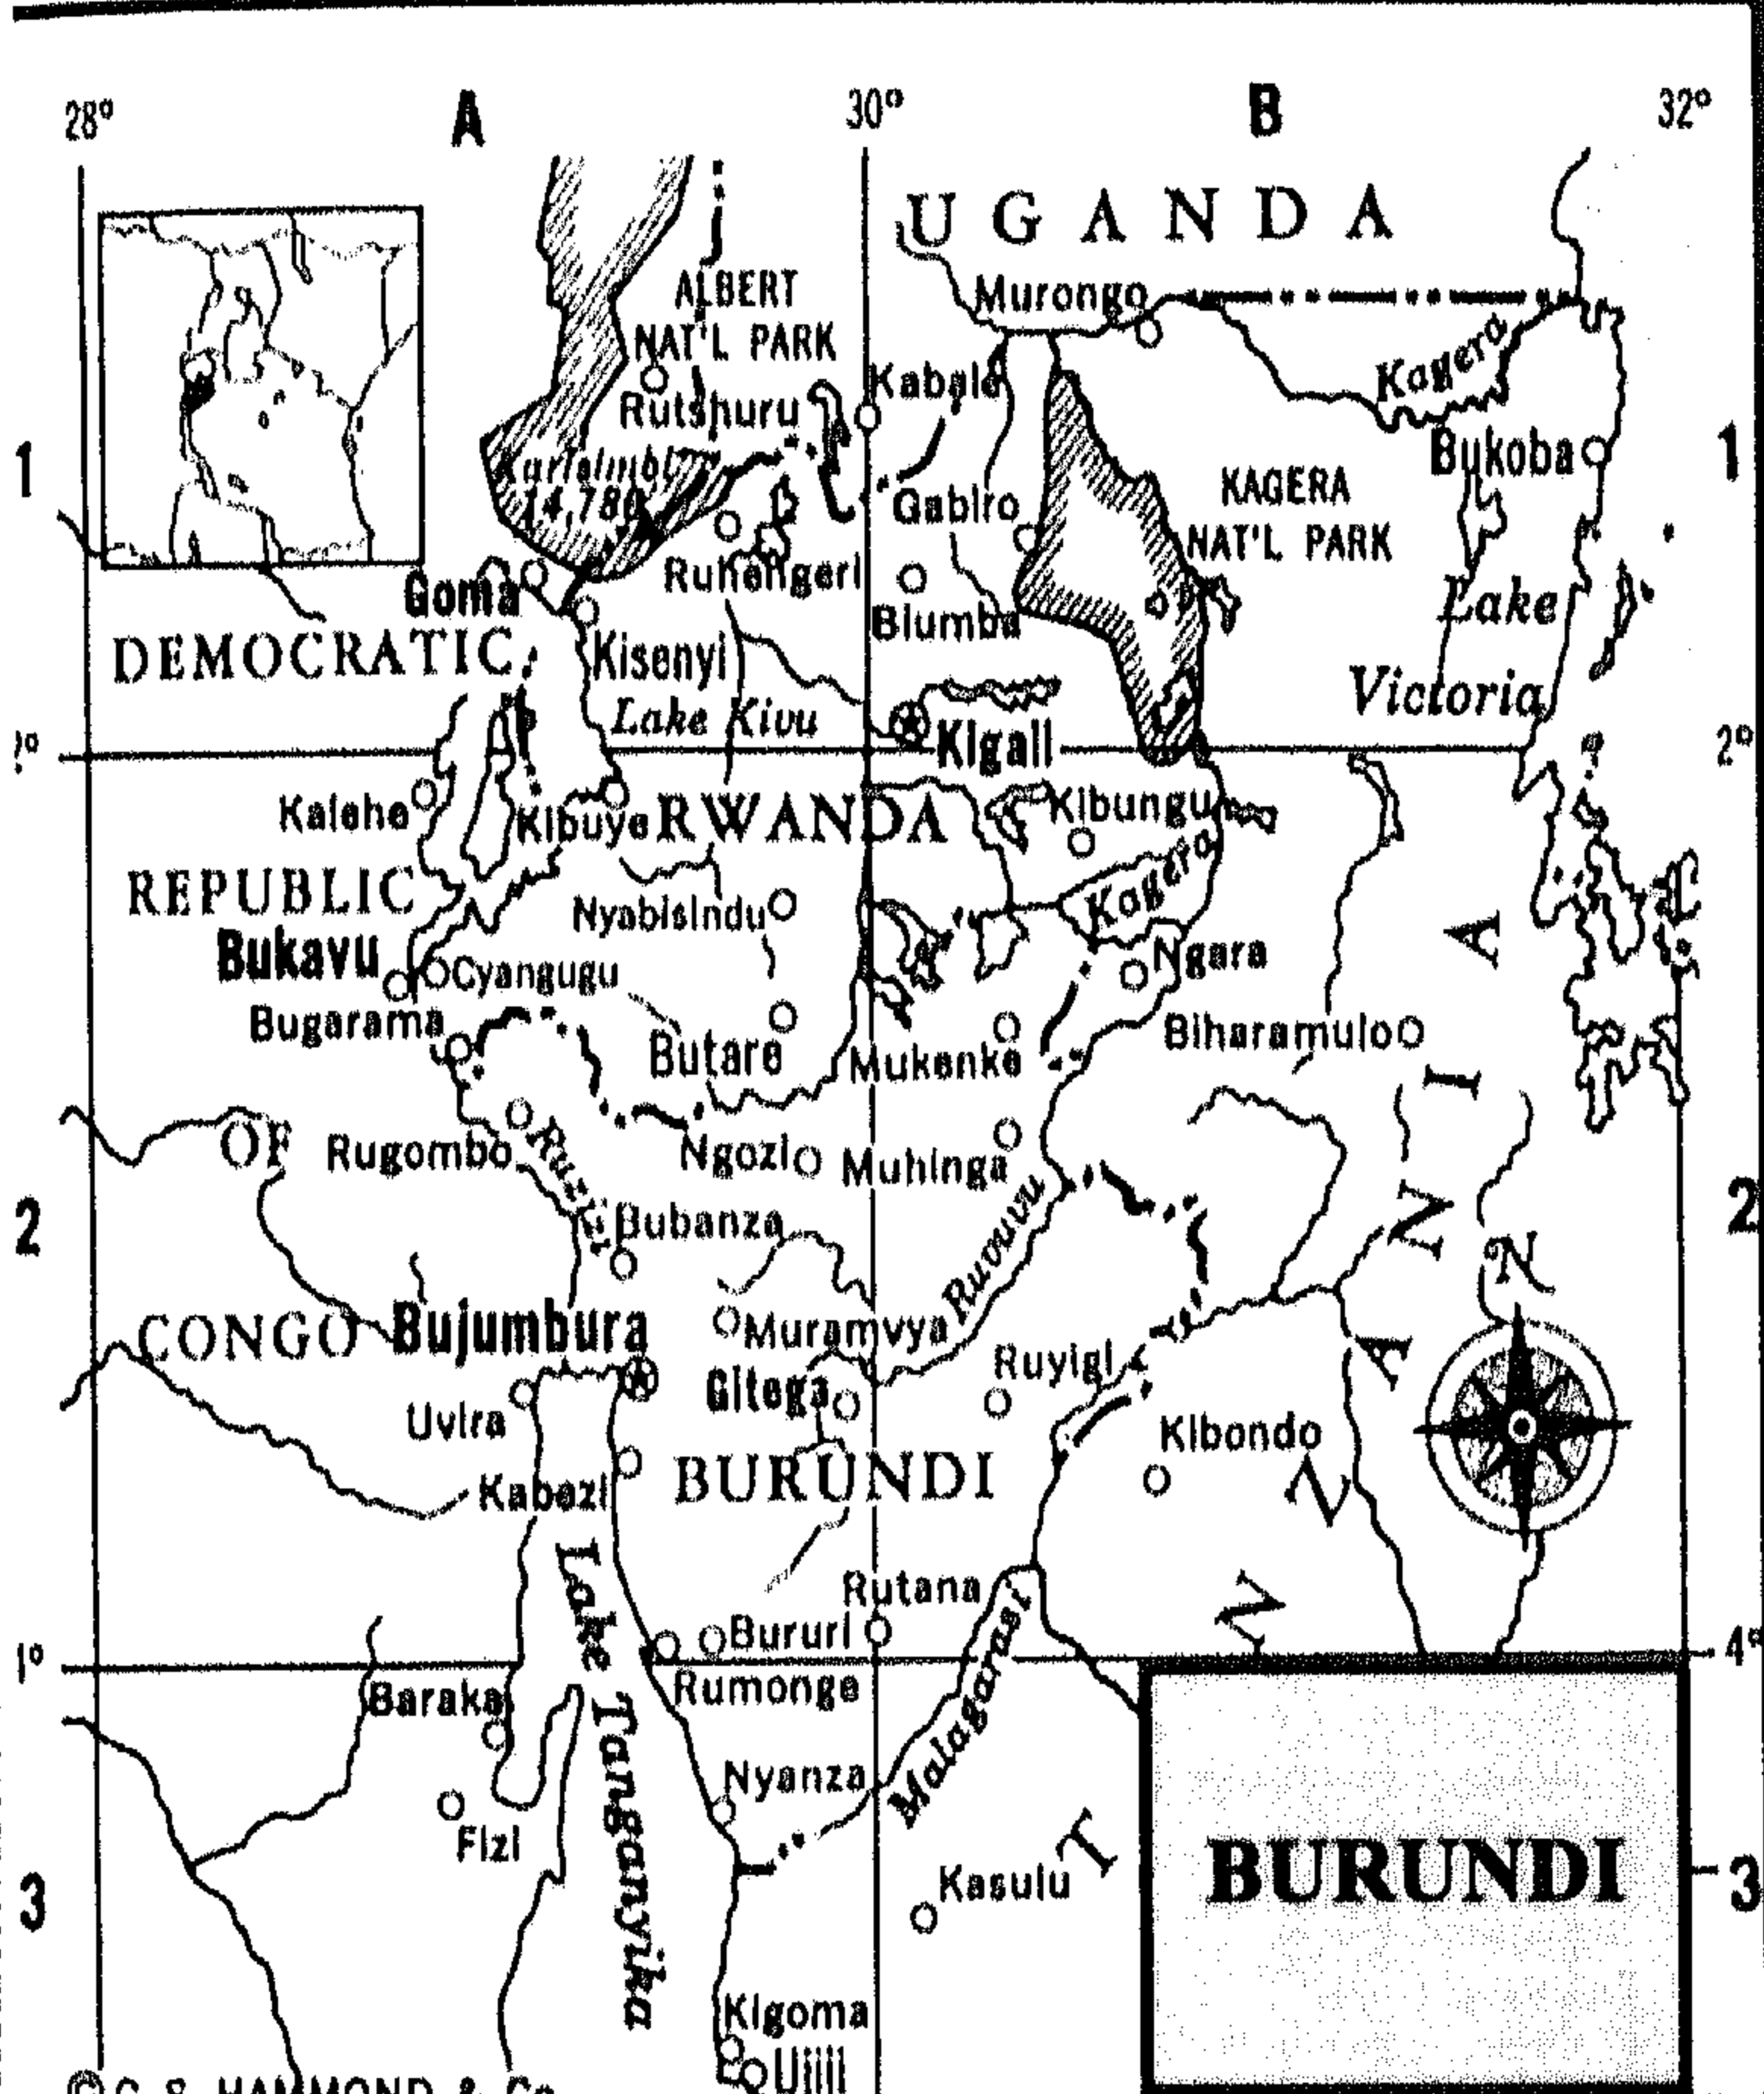 28° A 30° B 32°
UGANDA
Murongo
ALBERT
NAT'L PARK
Kagera
Kabale
Rutshuru
1 1
Bukoba
14,780
KAGERA
NAT'L PARK
Gabiro
Ruhengeri
Goma
Biumba
Lake
Victoria
DEMOCRATIC
Kisenyi
Lake Kivu
Kigali
2°
Kalehe
Kibuye
RWANDA
Kibungu
REPUBLIC
Nyabisindu
Kagera
Bukavu
Cyangugu
Ngara
Bugarama
Butare
Mukenke
Biharamulo
OF
Rugombo
Ruzizi
Ngozi
Muhinga
2 2
Bubanza
Ruvuvu
CONGO
Bujumbura
Muramvya
Gitega
Ruyigi
Uvira
Kibondo
Kabezi
BURUNDI
Rutana
Bururi
Rumonge
4°
Baraka
Lake Tanganyika
Malagarasi
Nyanza
Fizi
TANZANIA
Kasulu
BURUNDI
3 3
Kigoma
Ujiji
© C. S. HAMMOND & Co.